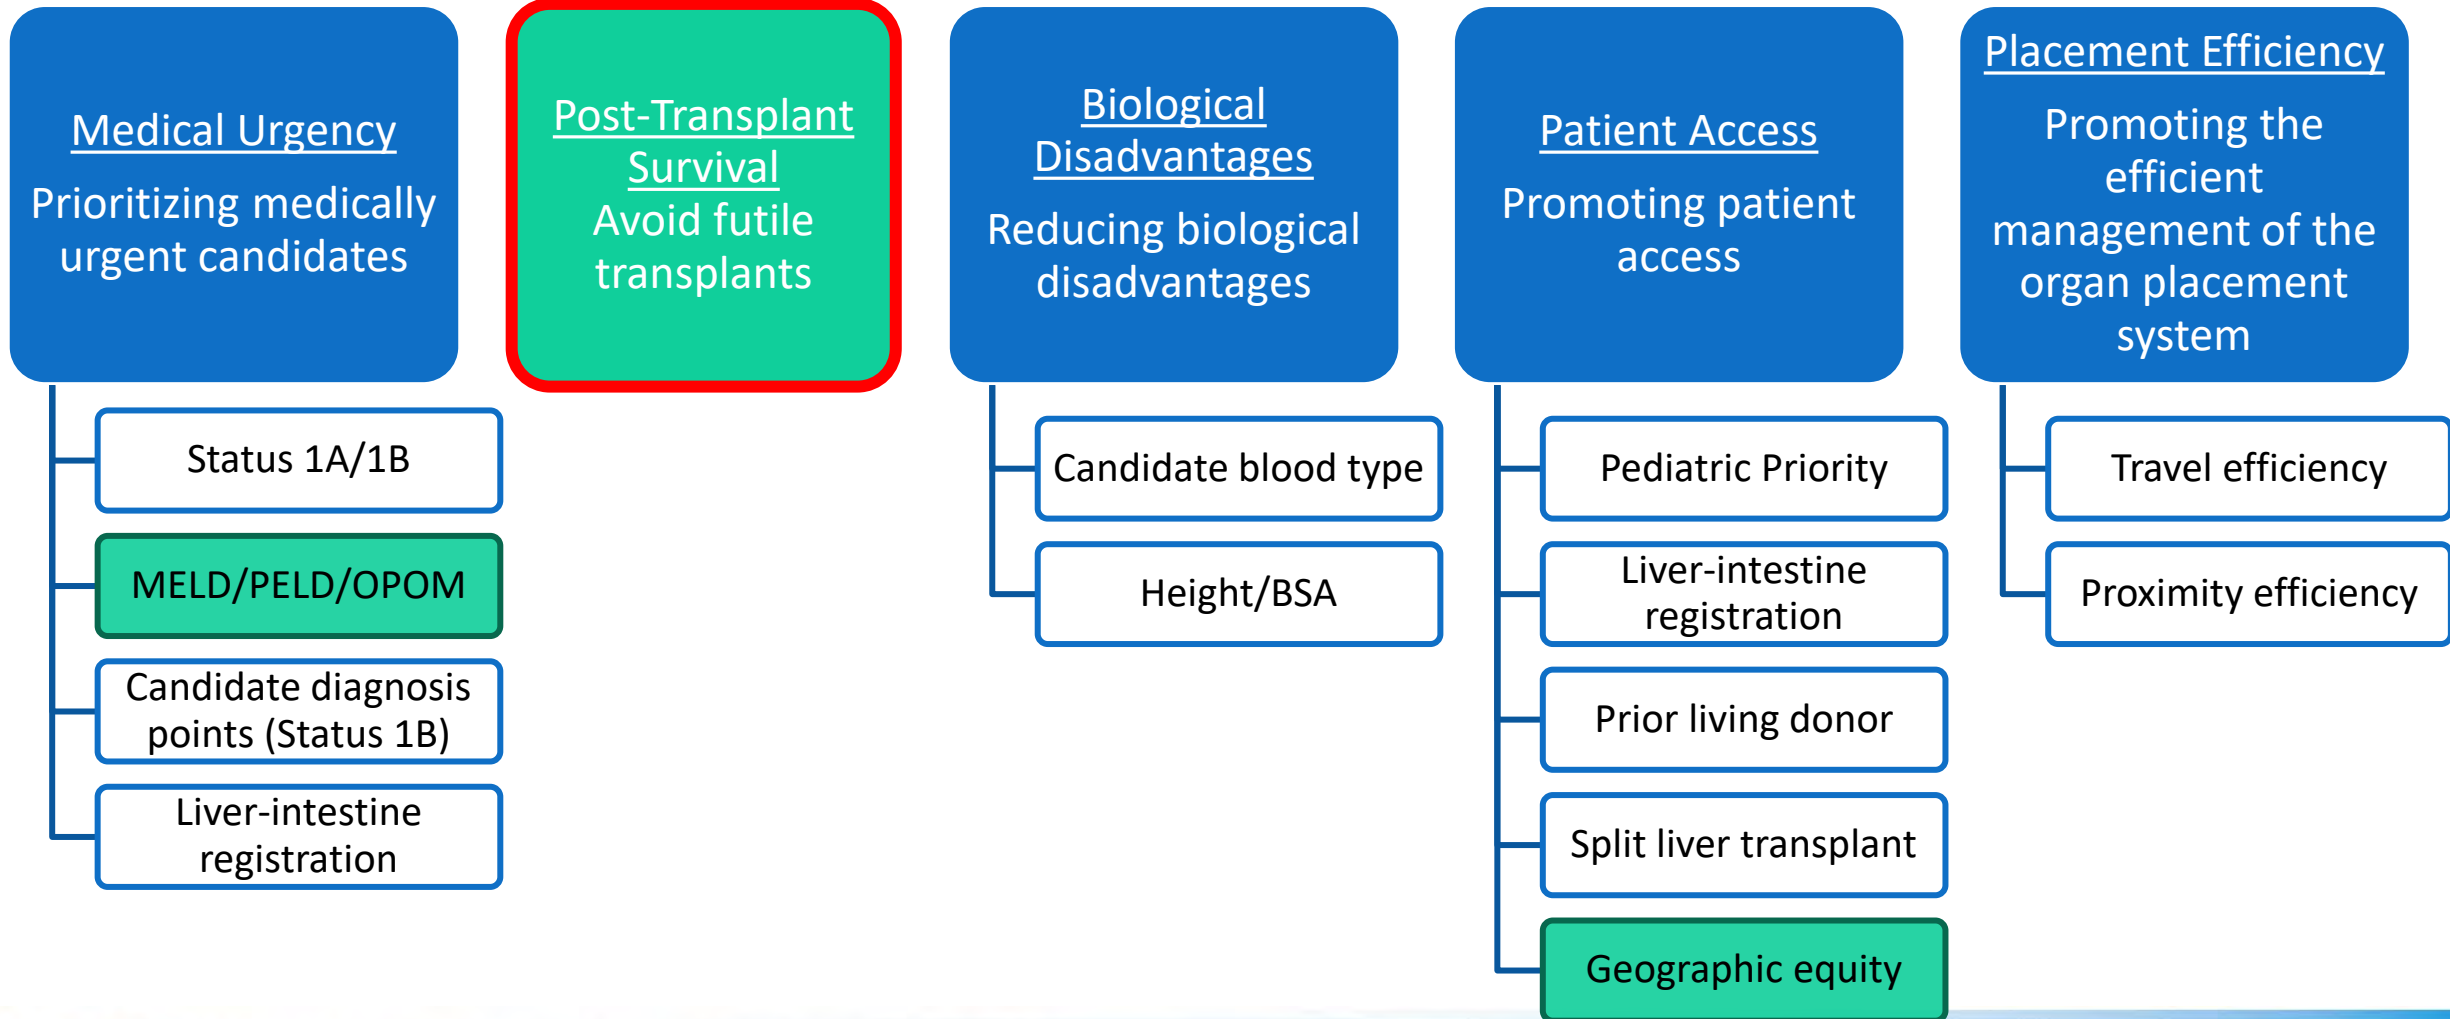 Medical Urgency
Prioritizing medically
urgent candidates
Status 1A/1B
MELD/PELD/OPOM
Candidate diagnosis
points (Status 1B)
Liver-intestine
registration
Post-Transplant
Survival
Avoid futile
transplants
Biological
Disadvantages
Reducing biological
disadvantages
Candidate blood type
Height/BSA
Patient Access
Promoting patient
access
Pediatric Priority
Liver-intestine
registration
Prior living donor
Split liver transplant
Geographic equity
Placement Efficiency
Promoting the
efficient
management of the
organ placement
system
Travel efficiency
Proximity efficiency